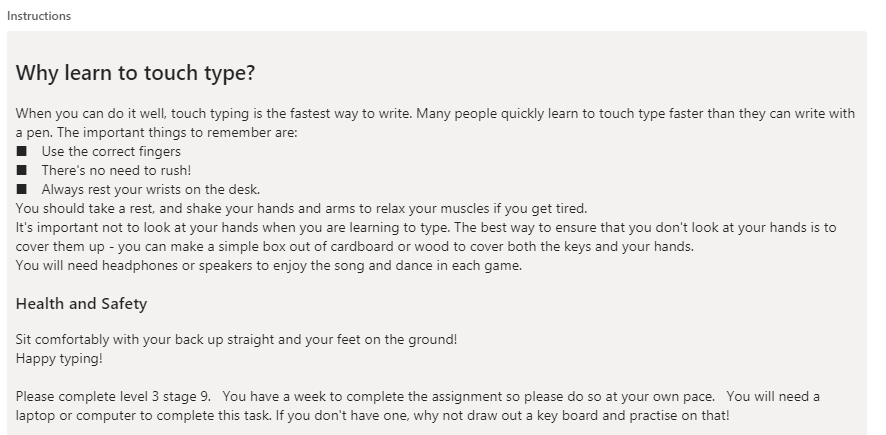 Instructions
Why learn to touch type?
When you can do it well, touch typing is the fastest way to write. Many people quickly learn to touch type faster than they can write with
a pen. The important things to remember are:
■ Use the correct fingers
■ There's no need to rush!
■ Always rest your wrists on the desk.
You should take a rest, and shake your hands and arms to relax your muscles if you get tired.
It's important not to look at your hands when you are learning to type. The best way to ensure that you don't look at your hands is to
cover them up - you can make a simple box out of cardboard or wood to cover both the keys and your hands.
You will need headphones or speakers to enjoy the song and dance in each game.
Health and Safety
Sit comfortably with your back up straight and your feet on the ground!
Happy typing!
Please complete level 3 stage 9.   You have a week to complete the assignment so please do so at your own pace.   You will need a
laptop or computer to complete this task. If you don't have one, why not draw out a key board and practise on that!